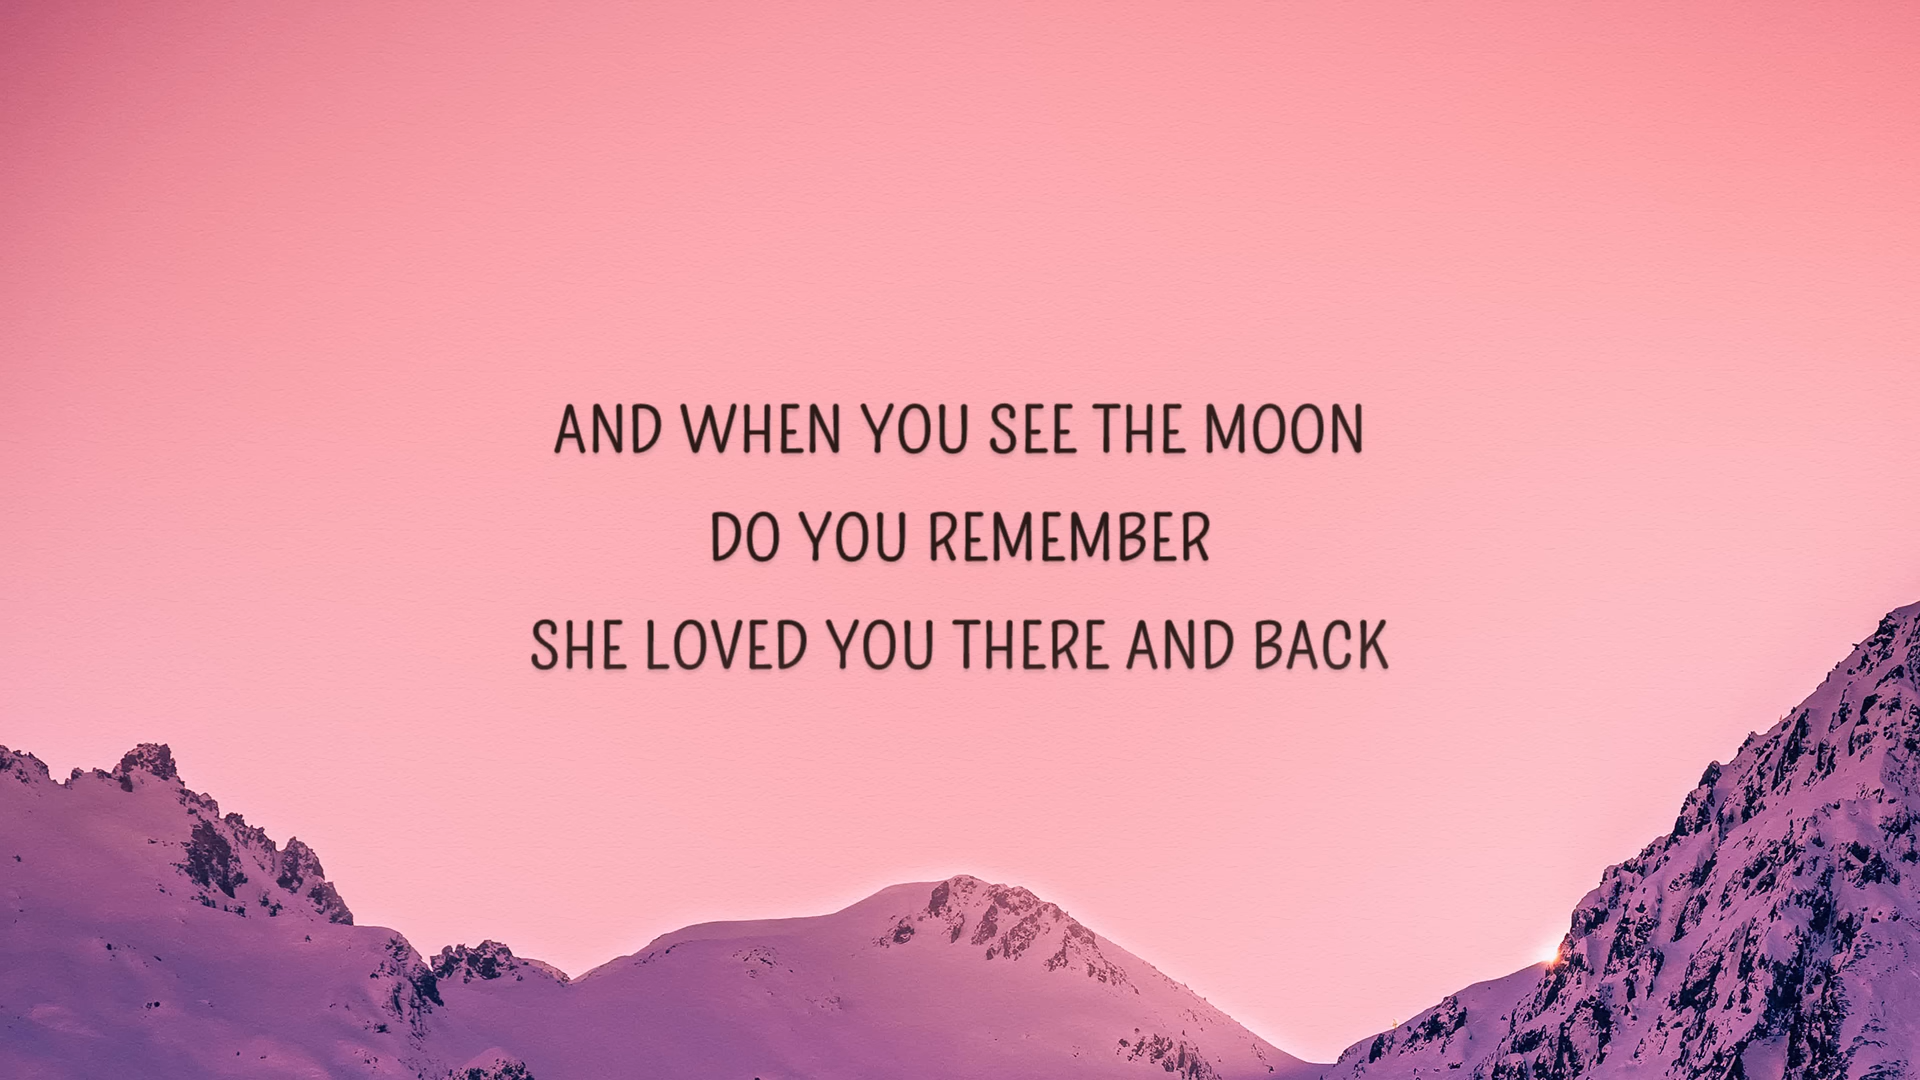 AND WHEN YOU SEE THE MOON
DO YOU REMEMBER
SHE LOVED YOU THERE AND BACK